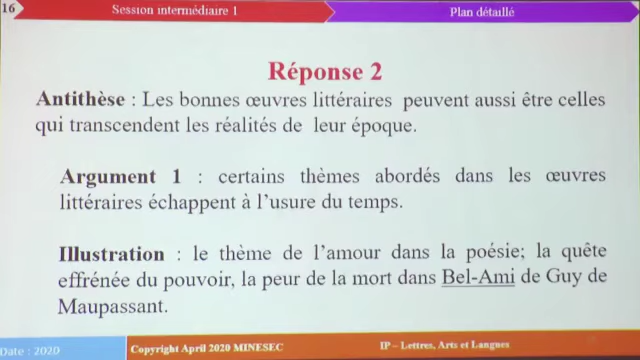 16
Session intermédiaire 1
Plan détaillé
Réponse 2
Antithèse : Les bonnes œuvres littéraires peuvent aussi être celles
qui transcendent les réalités de leur époque.
Argument 1 : certains thèmes abordés dans les œuvres
littéraires échappent à l’usure du temps.
Illustration : le thème de l’amour dans la poésie; la quête
effrénée du pouvoir, la peur de la mort dans Bel-Ami de Guy de
Maupassant.
Date : 2020
Copyright April 2020 MINESEC
IP – Lettres, Arts et Langues